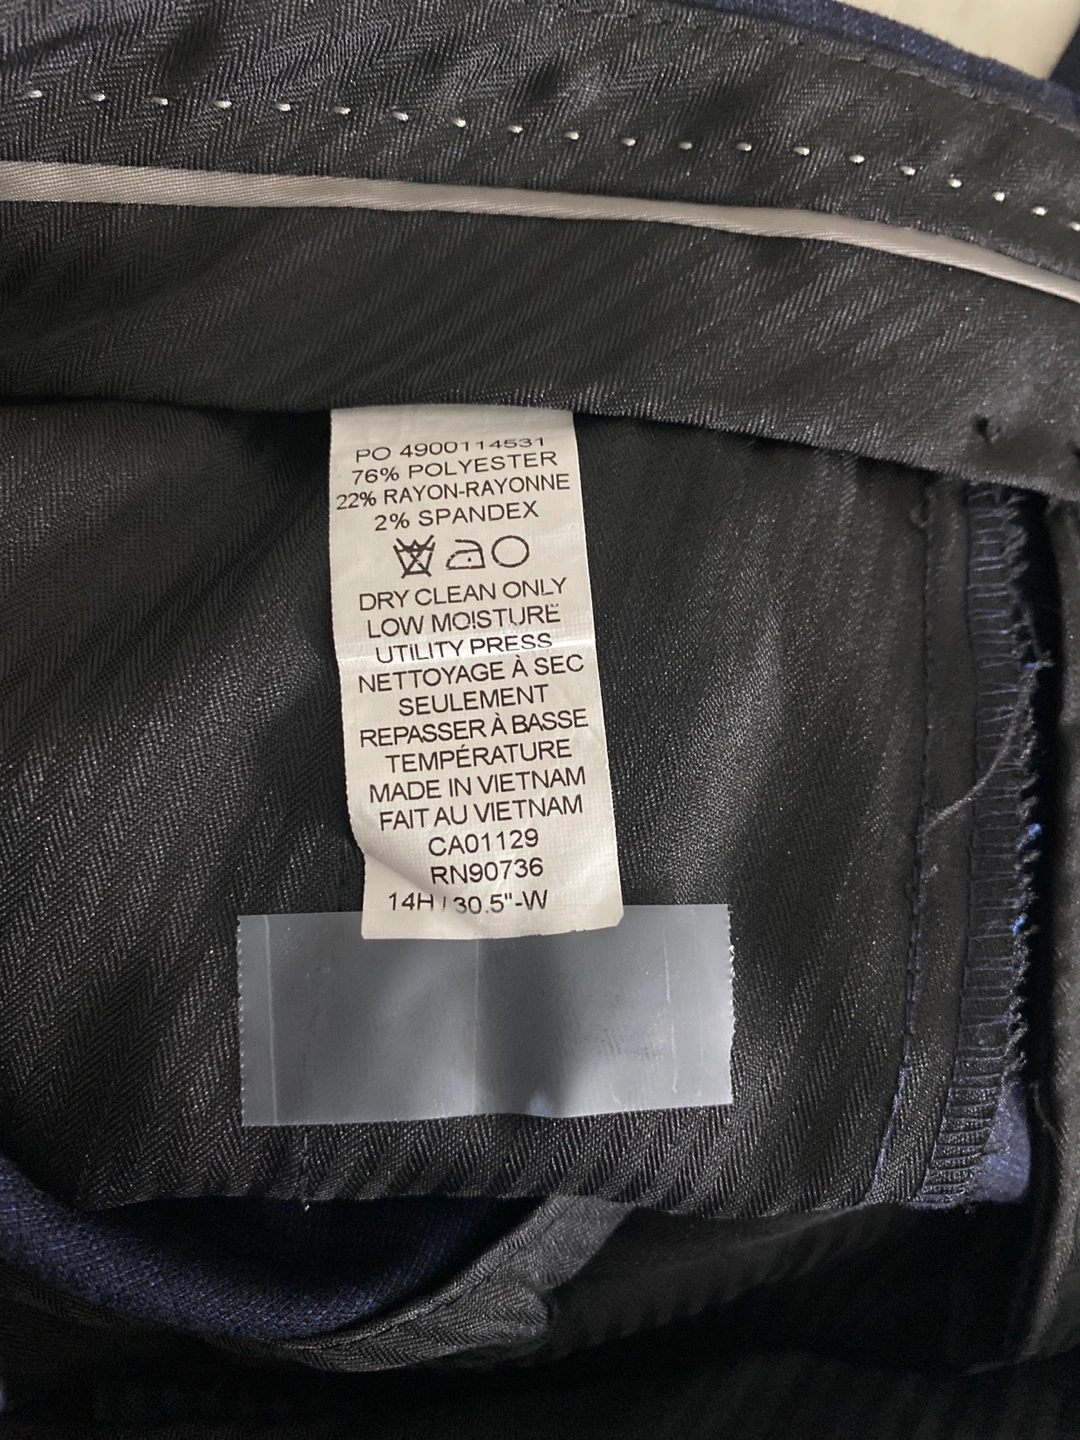 PO 4900114531
76% POLYESTER
22% RAYON-RAYONNE
2% SPANDEX
DRY CLEAN ONLY
LOW MOISTURE
UTILITY PRESS
NETTOYAGE À SEC
SEULEMENT
REPASSER À BASSE
TEMPÉRATURE
MADE IN VIETNAM
FAIT AU VIETNAM
CA01129
RN90736
14H / 30.5"-W